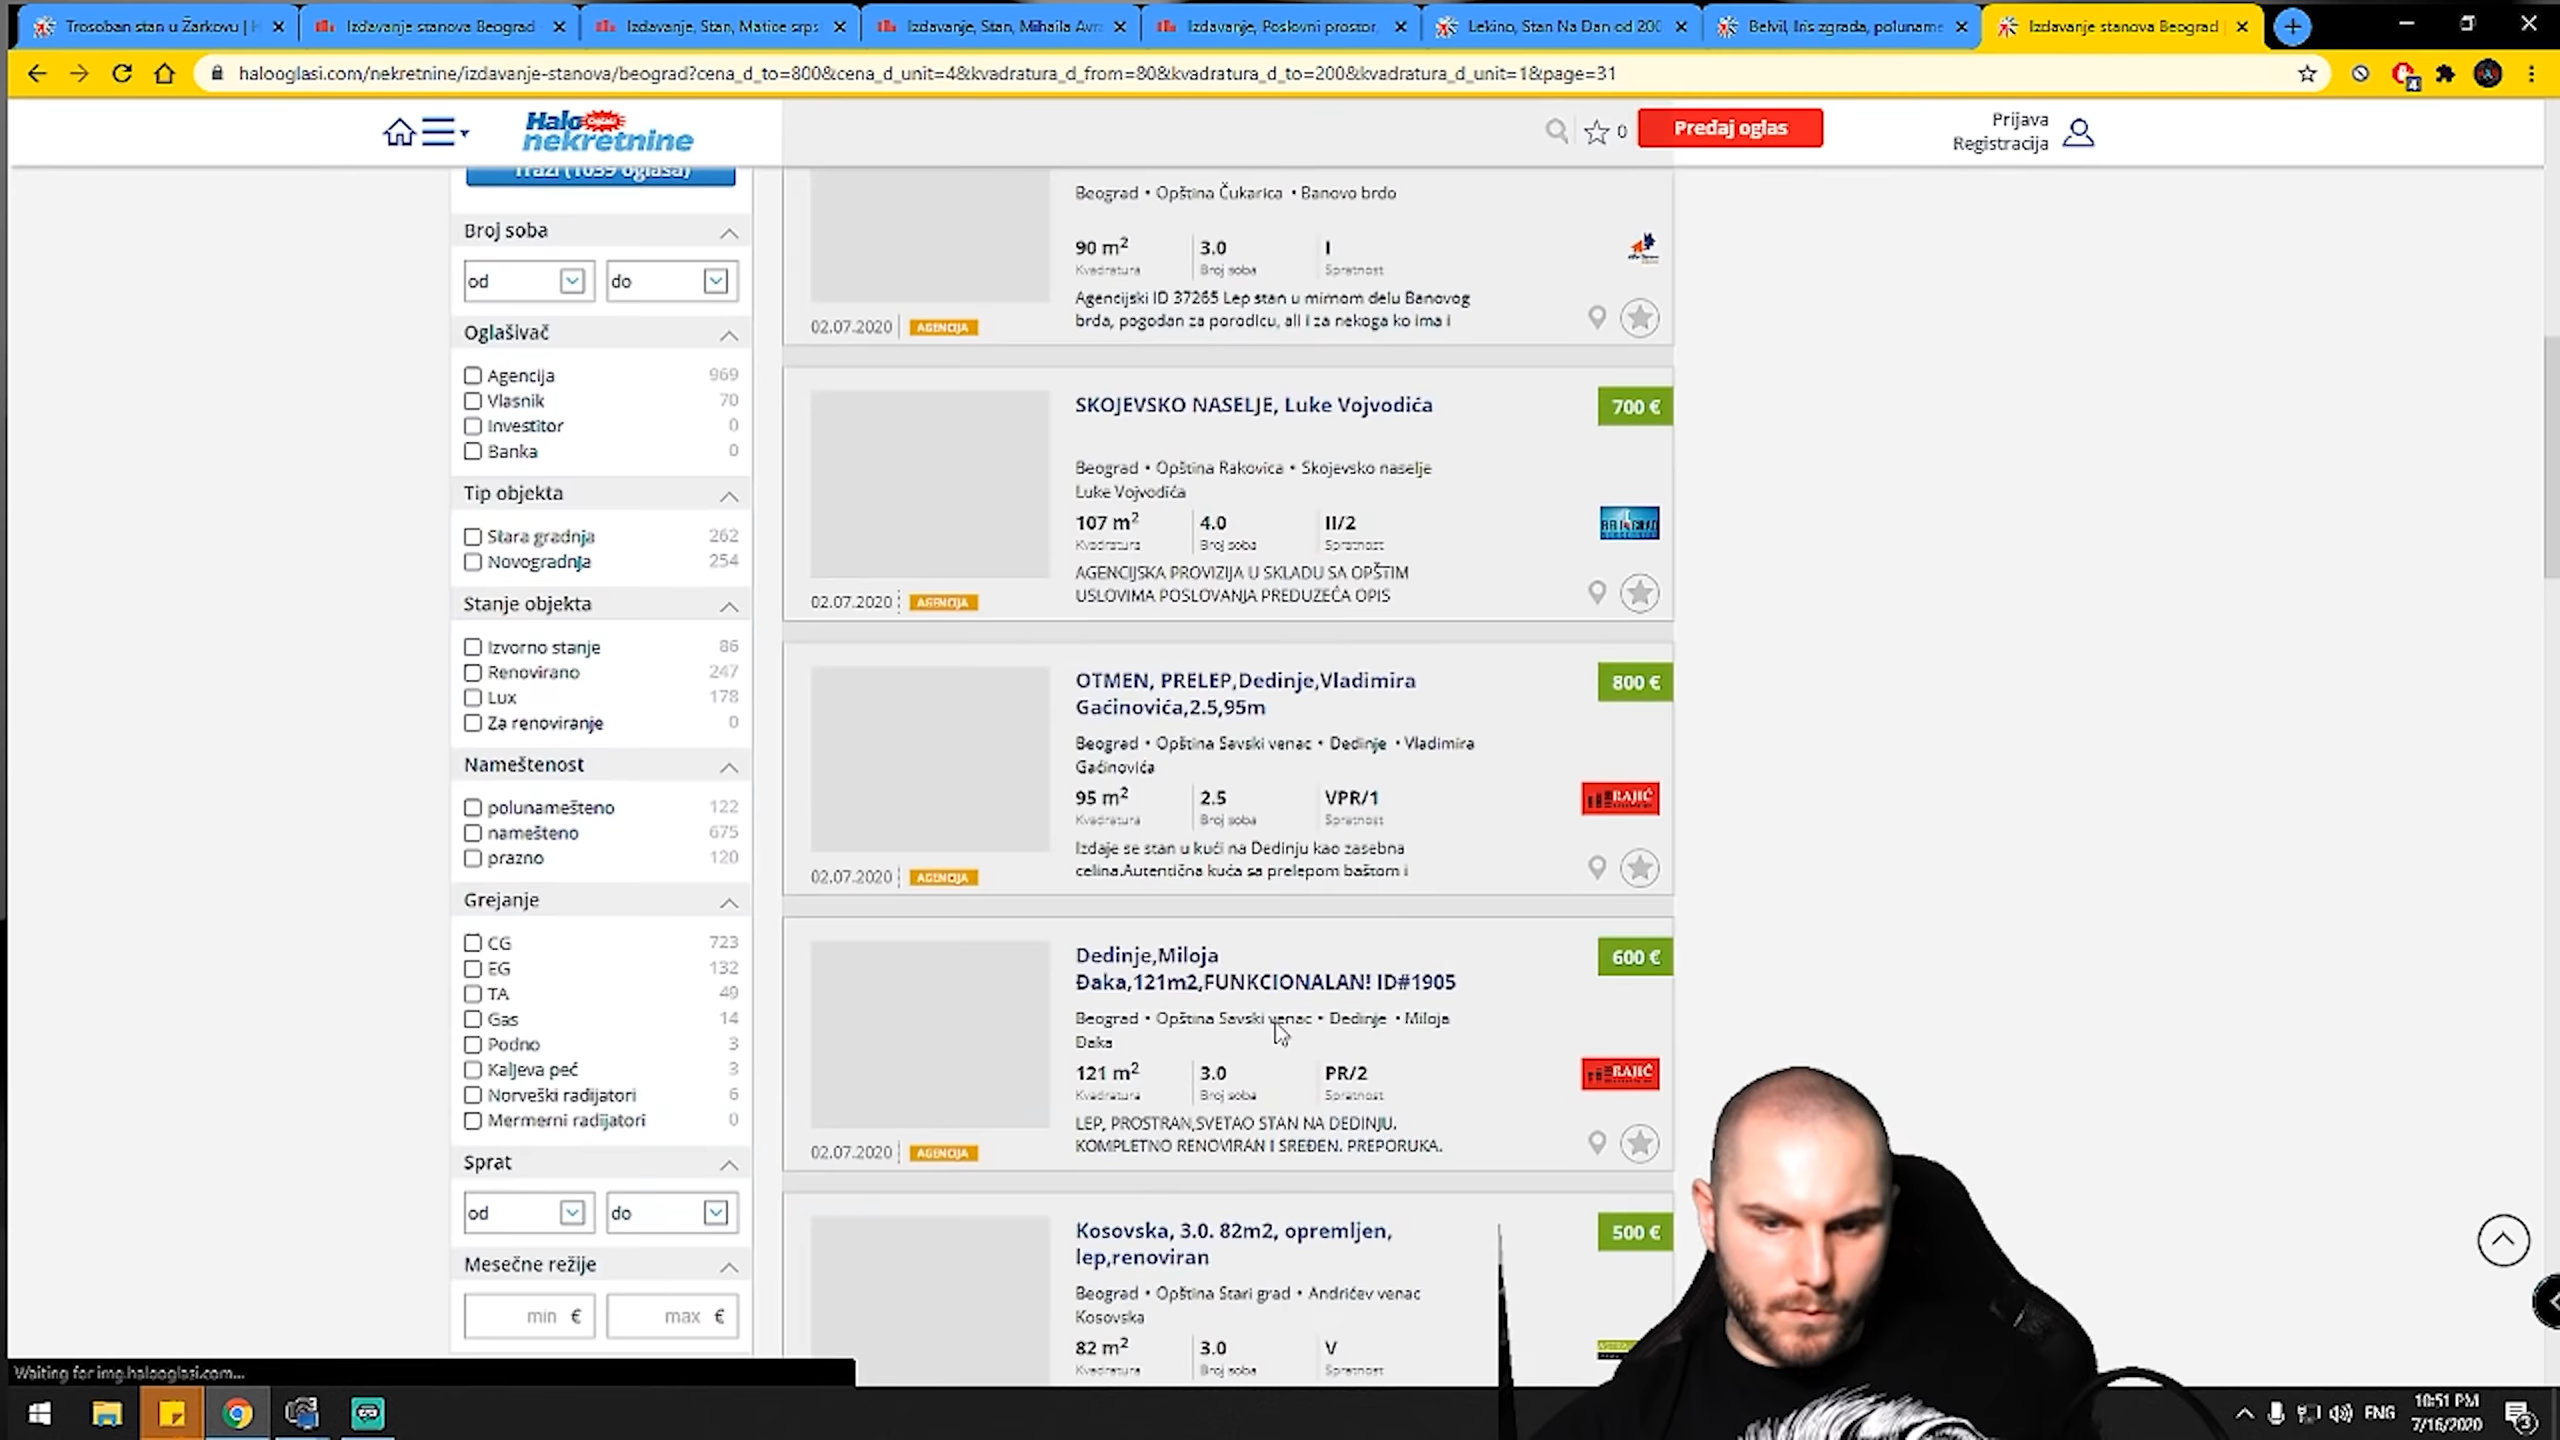 Trosoban stan u Žarkovu | H
Izdavanje stanova Beograd
Izdavanje, Stan, Matice srps
Izdavanje, Stan, Mihaila Avra
Izdavanje, Poslovni prostor,
Lekino, Stan Na Dan od 200
Belvil, Iris zgrada, polunameš
Izdavanje stanova Beograd |
halooglasi.com/nekretnine/izdavanje-stanova/beograd?cena_d_to=800&cena_d_unit=4&kvadratura_d_from=80&kvadratura_d_to=200&kvadratura_d_unit=1&page=31
4
Halo oglasi
nekretnine
0
Predaj oglas
Prijava
Registracija
Traži (1039 oglasa)
Broj soba
od
do
Oglašivač
Agencija 969
Vlasnik 70
Investitor 0
Banka 0
Tip objekta
Stara gradnja 262
Novogradnja 254
Stanje objekta
Izvorno stanje 86
Renovirano 247
Lux 178
Za renoviranje 0
Nameštenost
polunamešteno 122
namešteno 675
prazno 120
Grejanje
CG 723
EG 132
TA 49
Gas 14
Podno 3
Kaljeva peć 3
Norveški radijatori 6
Mermerni radijatori 0
Sprat
od
do
Mesečne režije
min €
max €
Beograd • Opština Čukarica • Banovo brdo
90 m² 3.0 I
Kvadratura Broj soba Spratnost
Agencijski ID 37265 Lep stan u mirnom delu Banovog
brda, pogodan za porodicu, ali i za nekoga ko ima i
02.07.2020 AGENCIJA
SKOJEVSKO NASELJE, Luke Vojvodića
700 €
Beograd • Opština Rakovica • Skojevsko naselje
Luke Vojvodića
107 m² 4.0 II/2
Kvadratura Broj soba Spratnost
AGENCIJSKA PROVIZIJA U SKLADU SA OPŠTIM
USLOVIMA POSLOVANJA PREDUZEĆA OPIS
02.07.2020 AGENCIJA
OTMEN, PRELEP,Dedinje,Vladimira
Gaćinovića,2.5,95m
800 €
Beograd • Opština Savski venac • Dedinje • Vladimira
Gaćinovića
95 m² 2.5 VPR/1
Kvadratura Broj soba Spratnost
RAJIĆ
Izdaje se stan u kući na Dedinju kao zasebna
celina.Autentična kuća sa prelepom baštom i
02.07.2020 AGENCIJA
Dedinje,Miloja
Đaka,121m2,FUNKCIONALAN! ID#1905
600 €
Beograd • Opština Savski venac • Dedinje • Miloja
Đaka
121 m² 3.0 PR/2
Kvadratura Broj soba Spratnost
RAJIĆ
LEP, PROSTRAN,SVETAO STAN NA DEDINJU.
KOMPLETNO RENOVIRAN I SREĐEN. PREPORUKA.
02.07.2020 AGENCIJA
Kosovska, 3.0. 82m2, opremljen,
lep,renoviran
500 €
Beograd • Opština Stari grad • Andrićev venac
Kosovska
82 m² 3.0 V
Kvadratura Broj soba Spratnost
Waiting for img.halooglasi.com...
ENG
10:51 PM
7/16/2020
3